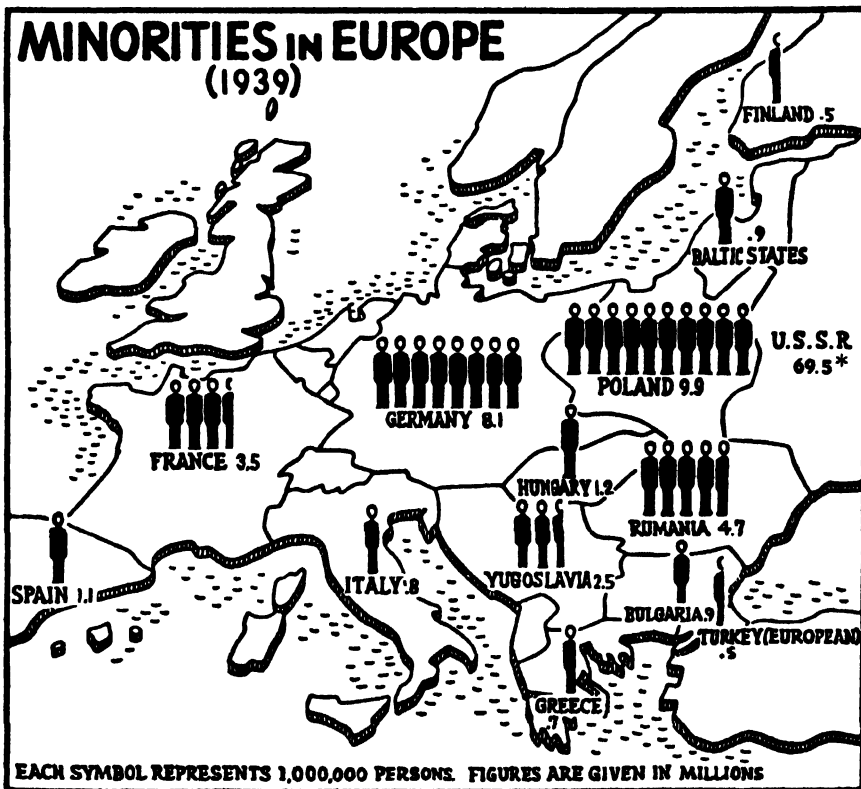 MINORITIES IN EUROPE
(1939)
FINLAND .5
.9
BALTIC STATES
U.S.S.R
69.5*
POLAND 9.9
GERMANY 8.1
FRANCE 3.5
HUNGARY 1.2
RUMANIA 4.7
SPAIN 1.1
ITALY .8
YUGOSLAVIA 2.5
BULGARIA .9
TURKEY (EUROPEAN)
.5
GREECE
.7
EACH SYMBOL REPRESENTS 1,000,000 PERSONS. FIGURES ARE GIVEN IN MILLIONS